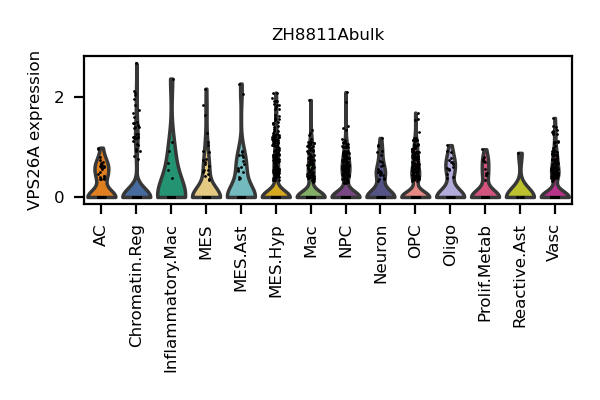 ZH8811Abulk
VPS26A expression
2
0
AC
Chromatin.Reg
Inflammatory.Mac
MES
MES.Ast
MES.Hyp
Mac
NPC
Neuron
OPC
Oligo
Prolif.Metab
Reactive.Ast
Vasc